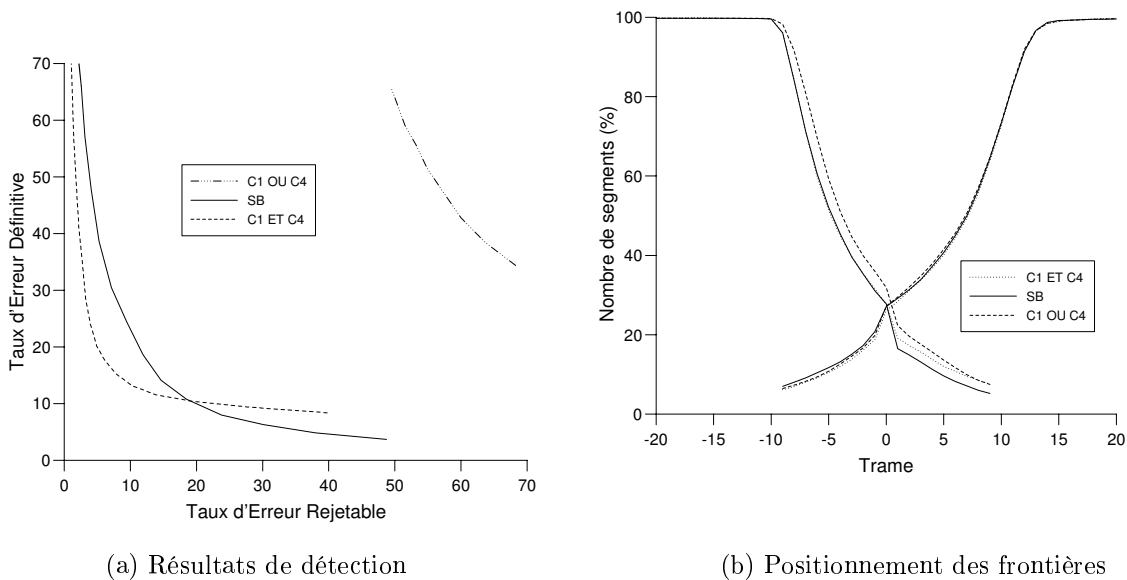 70
60
50
40
30
20
10
0
0 10 20 30 40 50 60 70
Taux d'Erreur Définitive
Taux d'Erreur Rejetable
C1 OU C4
SB
C1 ET C4
(a) Résultats de détection
100
80
60
40
20
0
-20 -15 -10 -5 0 5 10 15 20
Nombre de segments (%)
Trame
C1 ET C4
SB
C1 OU C4
(b) Positionnement des frontières